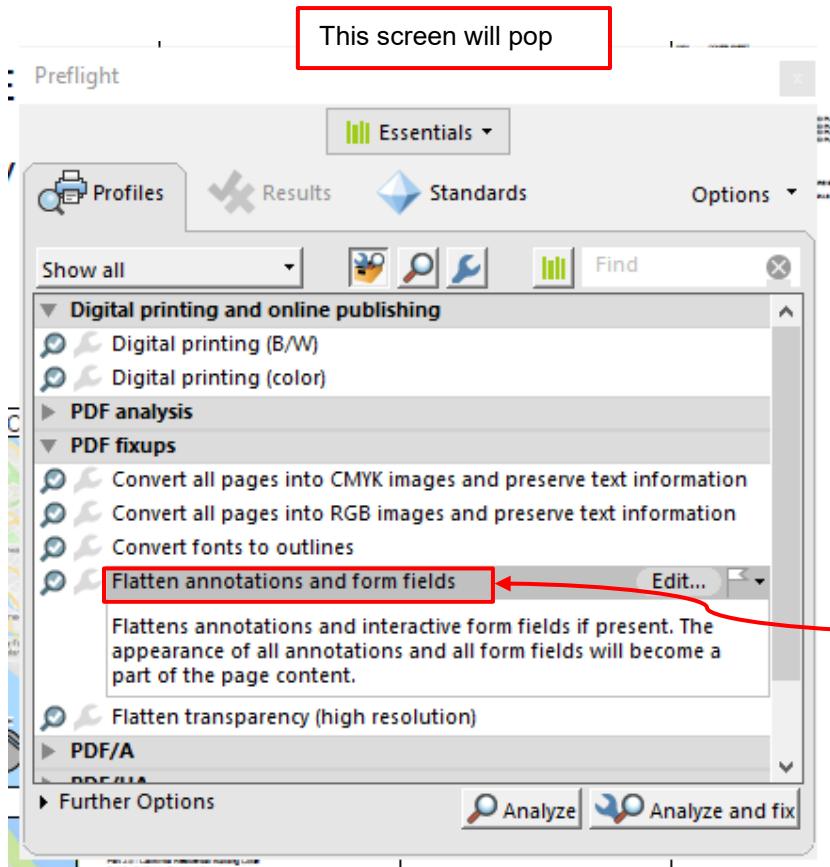 This screen will pop
Preflight
x
Essentials
Profiles
Results
Standards
Options
Show all
Find
Digital printing and online publishing
Digital printing (B/W)
Digital printing (color)
PDF analysis
PDF fixups
Convert all pages into CMYK images and preserve text information
Convert all pages into RGB images and preserve text information
Convert fonts to outlines
Flatten annotations and form fields
Edit...
Flattens annotations and interactive form fields if present. The
appearance of all annotations and all form fields will become a
part of the page content.
Flatten transparency (high resolution)
PDF/A
PDF/UA
Further Options
Analyze
Analyze and fix